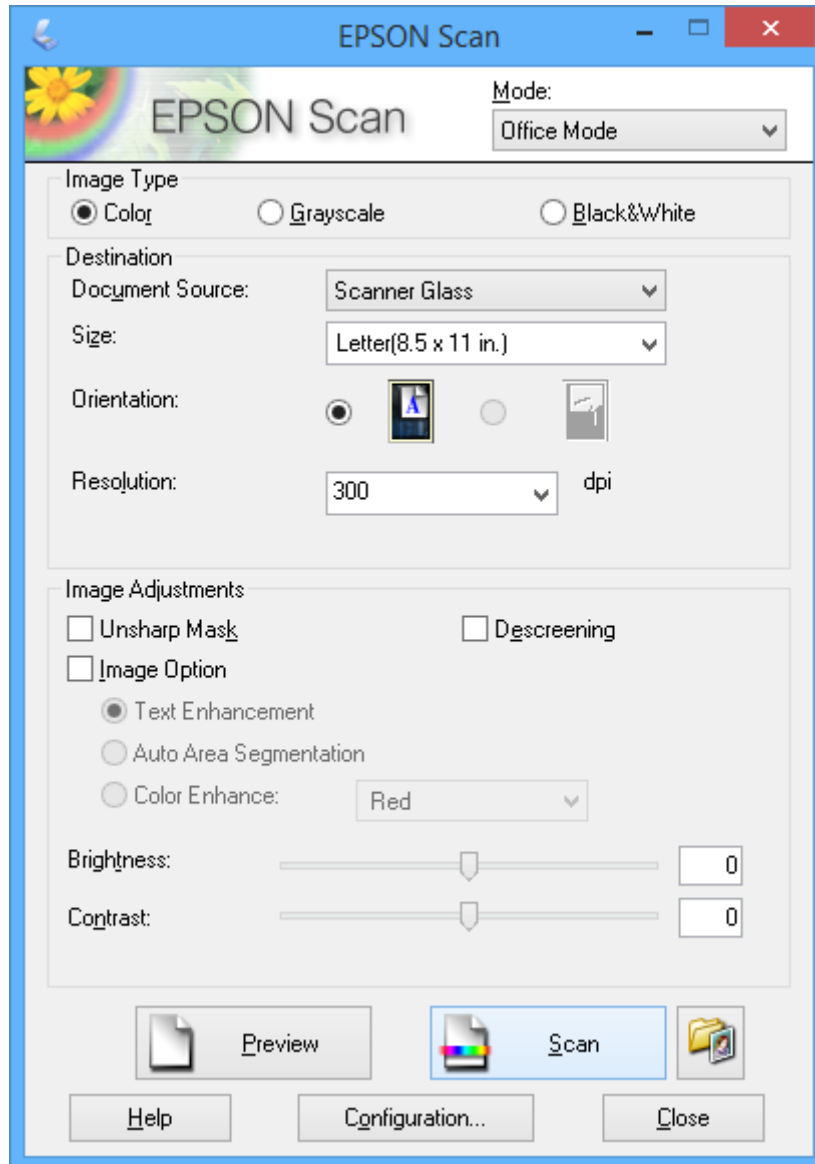 EPSON Scan
EPSON Scan
Mode:
Office Mode
Image Type
Color
Grayscale
Black&White
Destination
Document Source:
Scanner Glass
Size:
Letter(8.5 x 11 in.)
Orientation:
A
Resolution:
300
dpi
Image Adjustments
Unsharp Mask
Descreening
Image Option
Text Enhancement
Auto Area Segmentation
Color Enhance:
Red
Brightness:
0
Contrast:
0
Preview
Scan
Help
Configuration...
Close